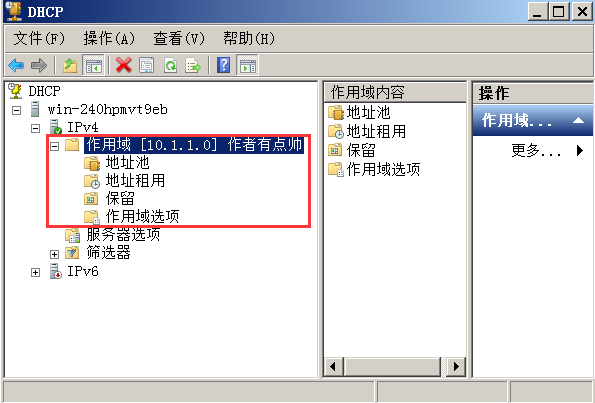 DHCP
文件(F) 操作(A) 查看(V) 帮助(H)
DHCP
win-240hpmvt9eb
IPv4
作用域 [10.1.1.0] 作者有点帅
地址池
地址租用
保留
作用域选项
服务器选项
筛选器
IPv6
作用域内容
地址池
地址租用
保留
作用域选项
操作
作用域...
更多...